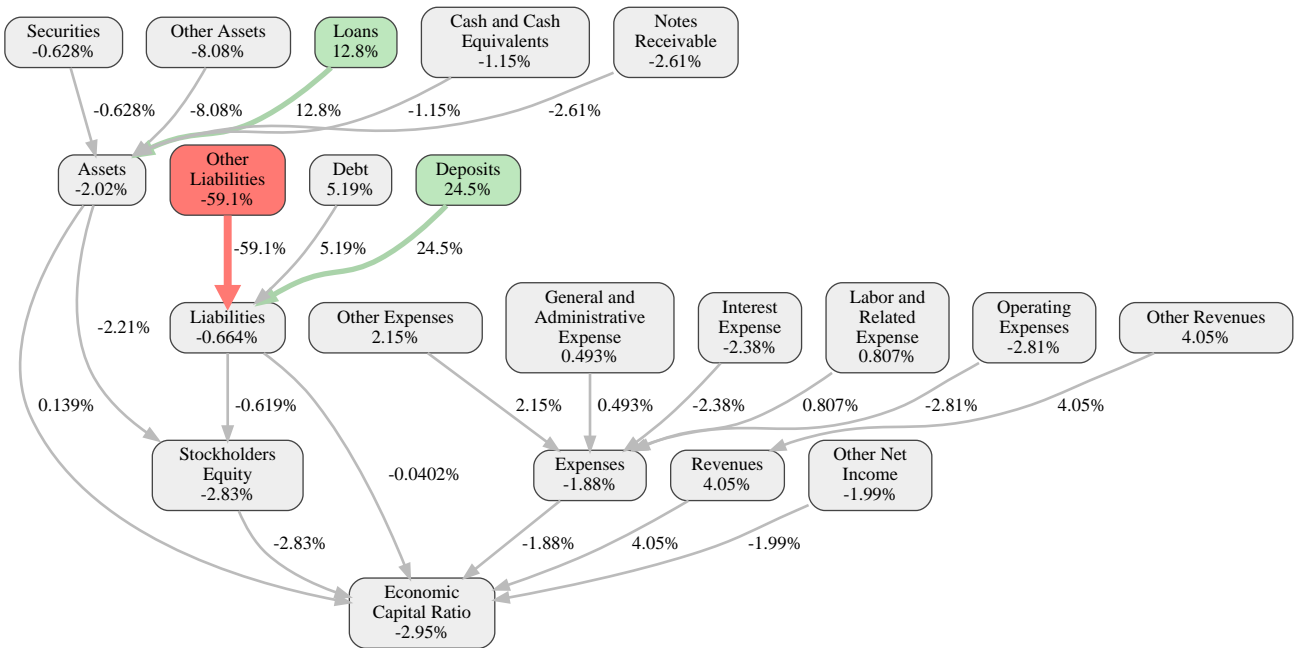 Securities
-0.628%
Other Assets
-8.08%
Loans
12.8%
Cash and Cash
Equivalents
-1.15%
Notes
Receivable
-2.61%
-0.628%
-8.08%
12.8%
-1.15%
-2.61%
Assets
-2.02%
Other
Liabilities
-59.1%
Debt
5.19%
Deposits
24.5%
-59.1%
5.19%
24.5%
Liabilities
-0.664%
Other Expenses
2.15%
General and
Administrative
Expense
0.493%
Interest
Expense
-2.38%
Labor and
Related
Expense
0.807%
Operating
Expenses
-2.81%
Other Revenues
4.05%
-2.21%
0.139%
-0.619%
2.15%
0.493%
-2.38%
0.807%
-2.81%
4.05%
Stockholders
Equity
-2.83%
-0.0402%
Expenses
-1.88%
Revenues
4.05%
Other Net
Income
-1.99%
-2.83%
-1.88%
4.05%
-1.99%
Economic
Capital Ratio
-2.95%